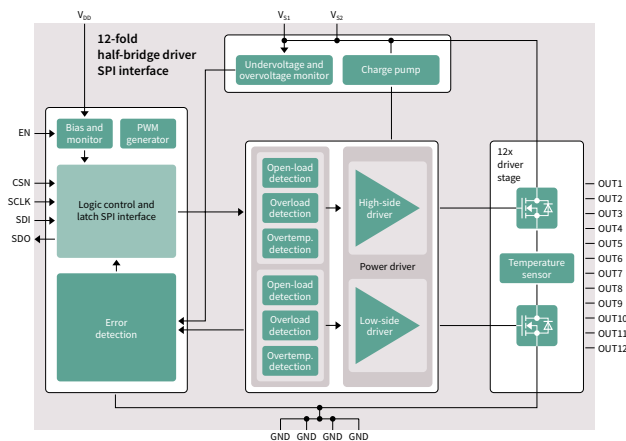 V_DD
V_S1
V_S2
12-fold
half-bridge driver
SPI interface
Undervoltage and
overvoltage monitor
Charge pump
EN
Bias and
monitor
PWM
generator
CSN
SCLK
SDI
SDO
Logic control and
latch SPI interface
Error
detection
Open-load
detection
Overload
detection
Overtemp.
detection
Open-load
detection
Overload
detection
Overtemp.
detection
High-side
driver
Power driver
Low-side
driver
12x
driver
stage
Temperature
sensor
OUT1
OUT2
OUT3
OUT4
OUT5
OUT6
OUT7
OUT8
OUT9
OUT10
OUT11
OUT12
GND GND GND GND